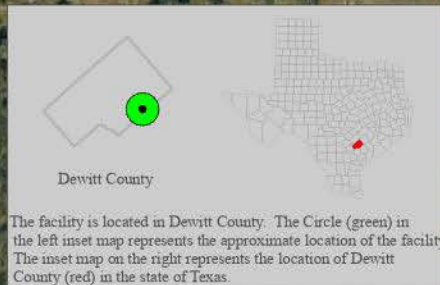 Dewitt County
The facility is located in Dewitt County. The Circle (green) in
the left inset map represents the approximate location of the facility
The inset map on the right represents the location of Dewitt
County (red) in the state of Texas.